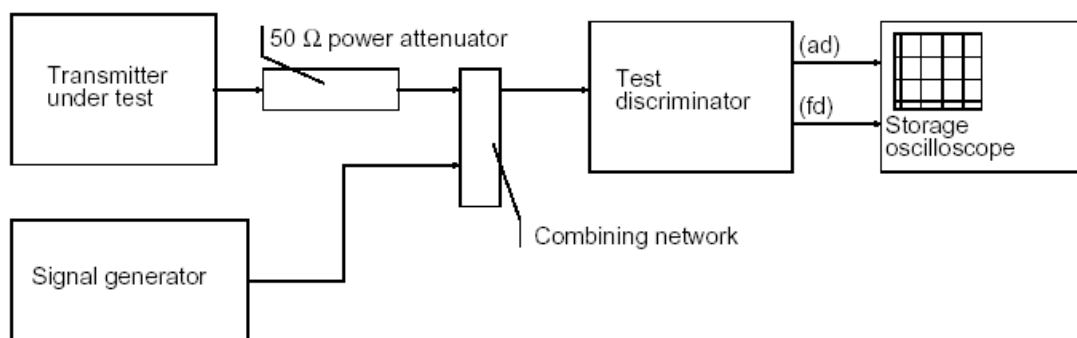 50 Ω power attenuator
Transmitter
under test
Test
discriminator
(ad)
(fd)
Storage
oscilloscope
Combining network
Signal generator